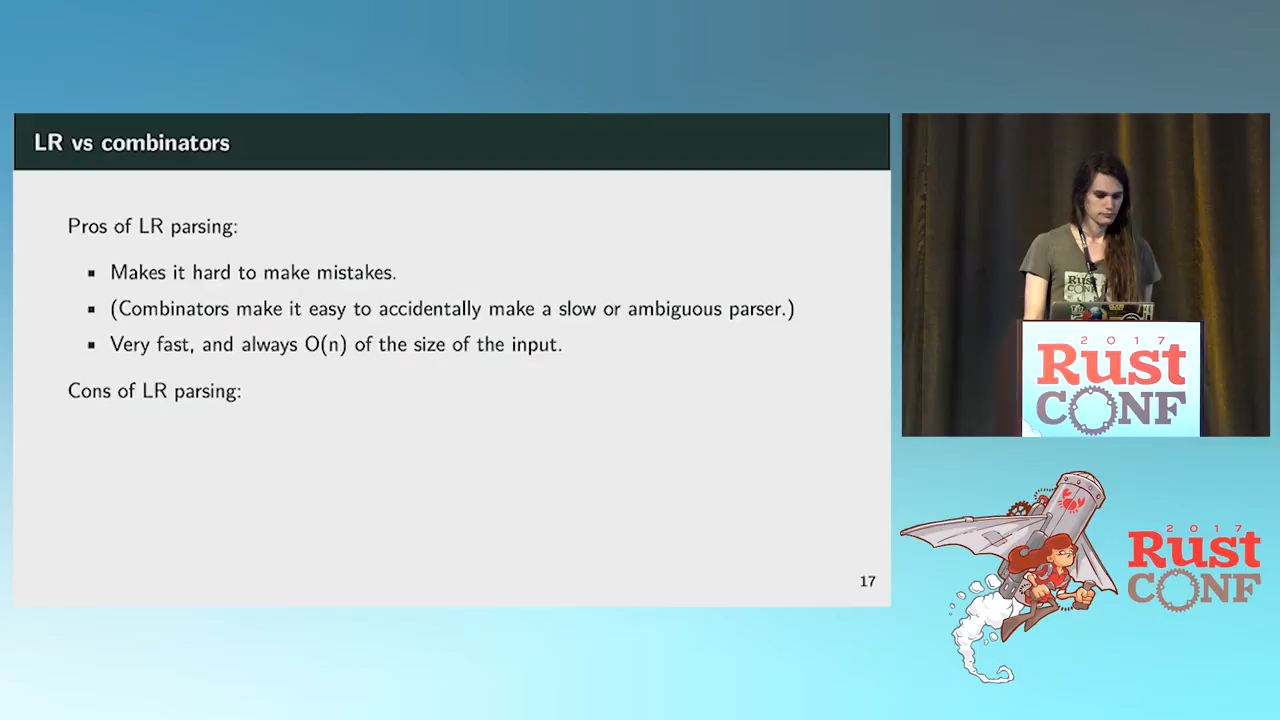 LR vs combinators
Pros of LR parsing:
Makes it hard to make mistakes.
(Combinators make it easy to accidentally make a slow or ambiguous parser.)
Very fast, and always O(n) of the size of the input.
Cons of LR parsing:
17
Rust
CONF
2017
Rust
CONF
2017
Rust
CONF